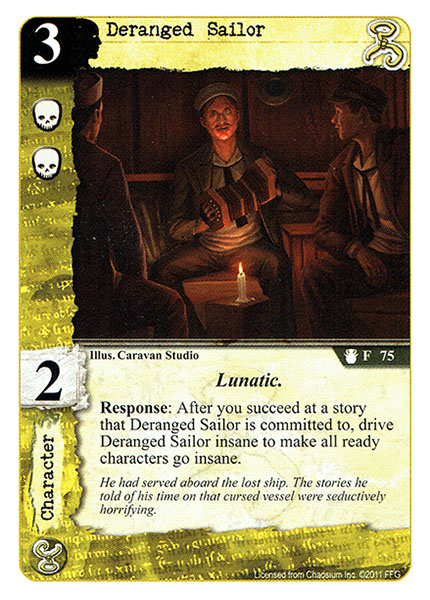 3
Deranged Sailor
Illus. Caravan Studio
F 75
2
Character
Lunatic.
Response: After you succeed at a story
that Deranged Sailor is committed to, drive
Deranged Sailor insane to make all ready
characters go insane.
He had served aboard the lost ship. The stories he
told of his time on that cursed vessel were seductively
horrifying.
Licensed from Chaosium Inc. ©2011 FFG